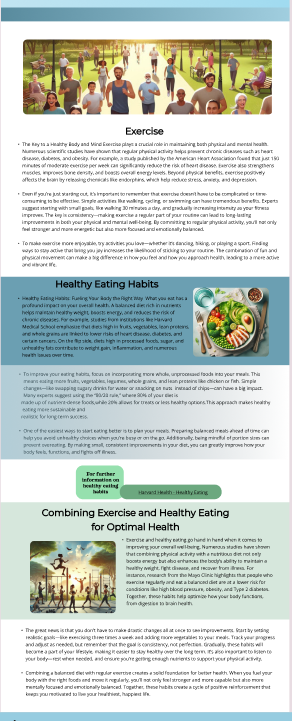 Exercise
• The Key to a Healthy Body and Mind Exercise plays a crucial role in maintaining both physical and mental health.
Numerous scientific studies have shown that regular physical activity helps prevent chronic diseases such as heart
disease, diabetes, and obesity. For example, a study published by the American Heart Association found that just 150
minutes of moderate exercise per week can significantly reduce the risk of heart disease. Exercise also strengthens
muscles, improves bone density, and boosts overall energy levels. Beyond physical benefits, exercise positively
affects the brain by releasing chemicals like endorphins, which help reduce stress, anxiety, and depression.
• Even if you're just starting out, it's important to remember that exercise doesn't have to be complicated or time-
consuming to be effective. Simple activities like walking, cycling, or swimming can have tremendous benefits. Experts
suggest starting with small goals, like walking 30 minutes a day, and gradually increasing intensity as your fitness
improves. The key is consistency—making exercise a regular part of your routine can lead to long-lasting
improvements in both your physical and mental well-being. By committing to regular physical activity, you'll not only
feel stronger and more energetic but also more focused and emotionally balanced.
• To make exercise more enjoyable, try activities you love—whether it's dancing, hiking, or playing a sport. Finding
ways to stay active that bring you joy increases the likelihood of sticking to your routine. The combination of fun and
physical movement can make a big difference in how you feel and how you approach health, leading to a more active
and vibrant life.
Healthy Eating Habits
• Healthy Eating Habits: Fueling Your Body the Right Way. What you eat has a
profound impact on your overall health. A balanced diet rich in nutrients
helps maintain healthy weight, boosts energy, and reduces the risk of
chronic diseases. For example, studies from institutions like Harvard
Medical School emphasize that diets high in fruits, vegetables, lean proteins,
and whole grains are linked to lower risks of heart disease, diabetes, and
certain cancers. On the flip side, diets high in processed foods, sugar, and
unhealthy fats contribute to weight gain, inflammation, and numerous
health issues over time.
• To improve your eating habits, focus on incorporating more whole, unprocessed foods into your meals. This
means eating more fruits, vegetables, legumes, whole grains, and lean proteins like chicken or fish. Simple
changes—like swapping sugary drinks for water or snacking on nuts instead of chips—can have a big impact.
Many experts suggest using the "80/20 rule," where 80% of your diet is
made up of nutrient-dense foods, while 20% allows for treats or less healthy options. This approach makes healthy
eating more sustainable and
realistic for long-term success.
• One of the easiest ways to start eating better is to plan your meals. Preparing balanced meals ahead of time can
help you avoid unhealthy choices when you're busy or on the go. Additionally, being mindful of portion sizes can
prevent overeating. By making small, consistent improvements in your diet, you can greatly improve how your
body feels, functions, and fights off illness.
For further
information on
healthy eating
habits
Harvard Health - Healthy Eating
Combining Exercise and Healthy Eating
for Optimal Health
• Exercise and healthy eating go hand in hand when it comes to
improving your overall well-being. Numerous studies have shown
that combining physical activity with a nutritious diet not only
boosts energy but also enhances the body's ability to maintain a
healthy weight, fight disease, and recover from illness. For
instance, research from the Mayo Clinic highlights that people who
exercise regularly and eat a balanced diet are at a lower risk for
conditions like high blood pressure, obesity, and Type 2 diabetes.
Together, these habits help optimize how your body functions,
from digestion to brain health.
• The great news is that you don't have to make drastic changes all at once to see improvements. Start by setting
realistic goals—like exercising three times a week and adding more vegetables to your meals. Track your progress
and adjust as needed, but remember that the goal is consistency, not perfection. Gradually, these habits will
become a part of your lifestyle, making it easier to stay healthy over the long term. It's also important to listen to
your body—rest when needed, and ensure you're getting enough nutrients to support your physical activity.
• Combining a balanced diet with regular exercise creates a solid foundation for better health. When you fuel your
body with the right foods and move it regularly, you'll not only feel stronger and more capable but also more
mentally focused and emotionally balanced. Together, these habits create a cycle of positive reinforcement that
keeps you motivated to live your healthiest, happiest life.